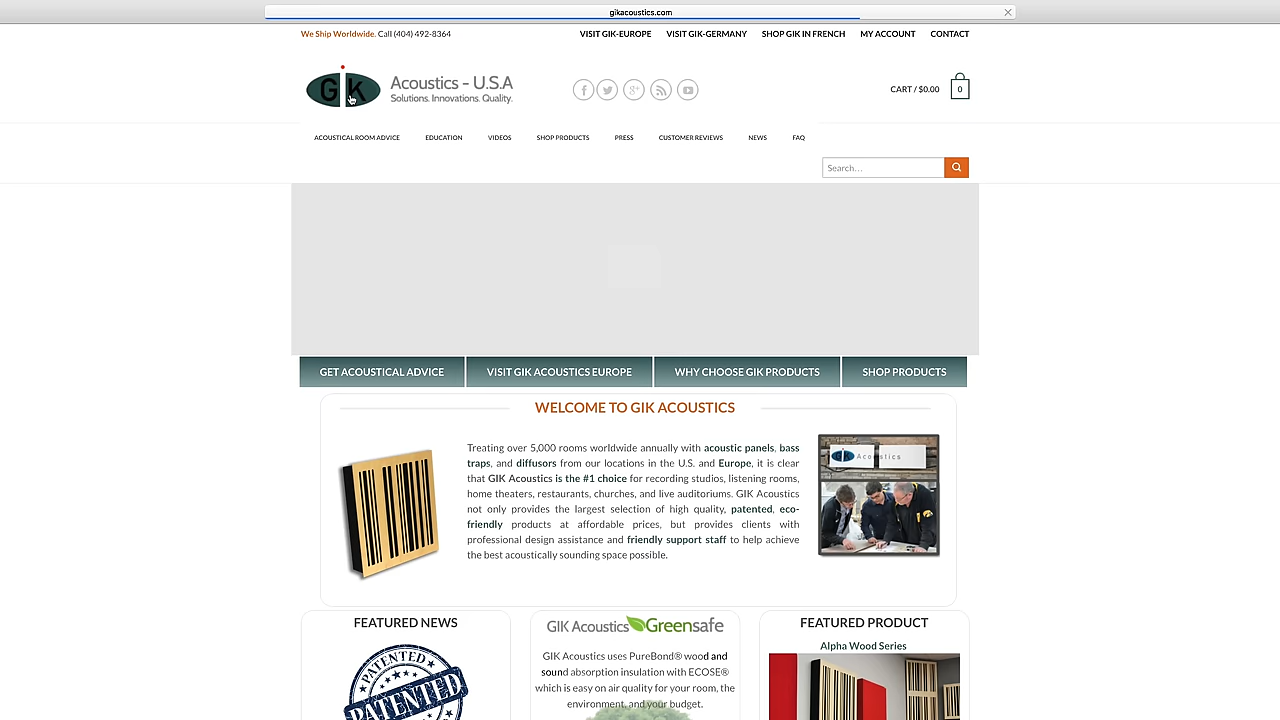 gikacoustics.com
We Ship Worldwide. Call (404) 492-8364
VISIT GIK-EUROPE VISIT GIK-GERMANY SHOP GIK IN FRENCH MY ACCOUNT CONTACT
GIK Acoustics - U.S.A
Solutions. Innovations. Quality.
CART / $0.00 0
ACOUSTICAL ROOM ADVICE EDUCATION VIDEOS SHOP PRODUCTS PRESS CUSTOMER REVIEWS NEWS FAQ
Search...
GET ACOUSTICAL ADVICE VISIT GIK ACOUSTICS EUROPE WHY CHOOSE GIK PRODUCTS SHOP PRODUCTS
WELCOME TO GIK ACOUSTICS
Treating over 5,000 rooms worldwide annually with acoustic panels, bass
traps, and diffusors from our locations in the U.S. and Europe, it is clear
that GIK Acoustics is the #1 choice for recording studios, listening rooms,
home theaters, restaurants, churches, and live auditoriums. GIK Acoustics
not only provides the largest selection of high quality, patented, eco-
friendly products at affordable prices, but provides clients with
professional design assistance and friendly support staff to help achieve
the best acoustically sounding space possible.
Acoustics
FEATURED NEWS
PATENTED
PATENTED
GIK Acoustics Greensafe
GIK Acoustics uses PureBond® wood and
sound absorption insulation with ECOSE®
which is easy on air quality for your room, the
environment, and your budget.
FEATURED PRODUCT
Alpha Wood Series